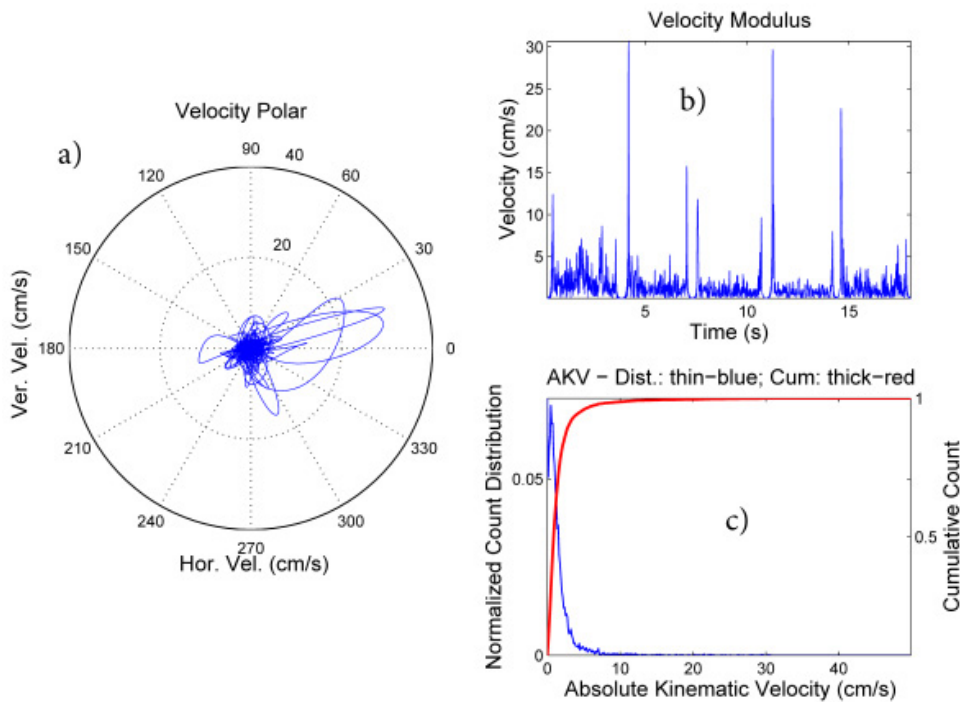 Velocity Polar
a)
90
40
120
60
20
150
30
180
0
210
330
240
300
270
Ver. Vel. (cm/s)
Hor. Vel. (cm/s)
Velocity Modulus
b)
30
25
20
15
10
5
Velocity (cm/s)
5
10
15
Time (s)
AKV - Dist.: thin-blue; Cum: thick-red
c)
1
0.05
0.5
0
Normalized Count Distribution
Cumulative Count
0
10
20
30
40
Absolute Kinematic Velocity (cm/s)